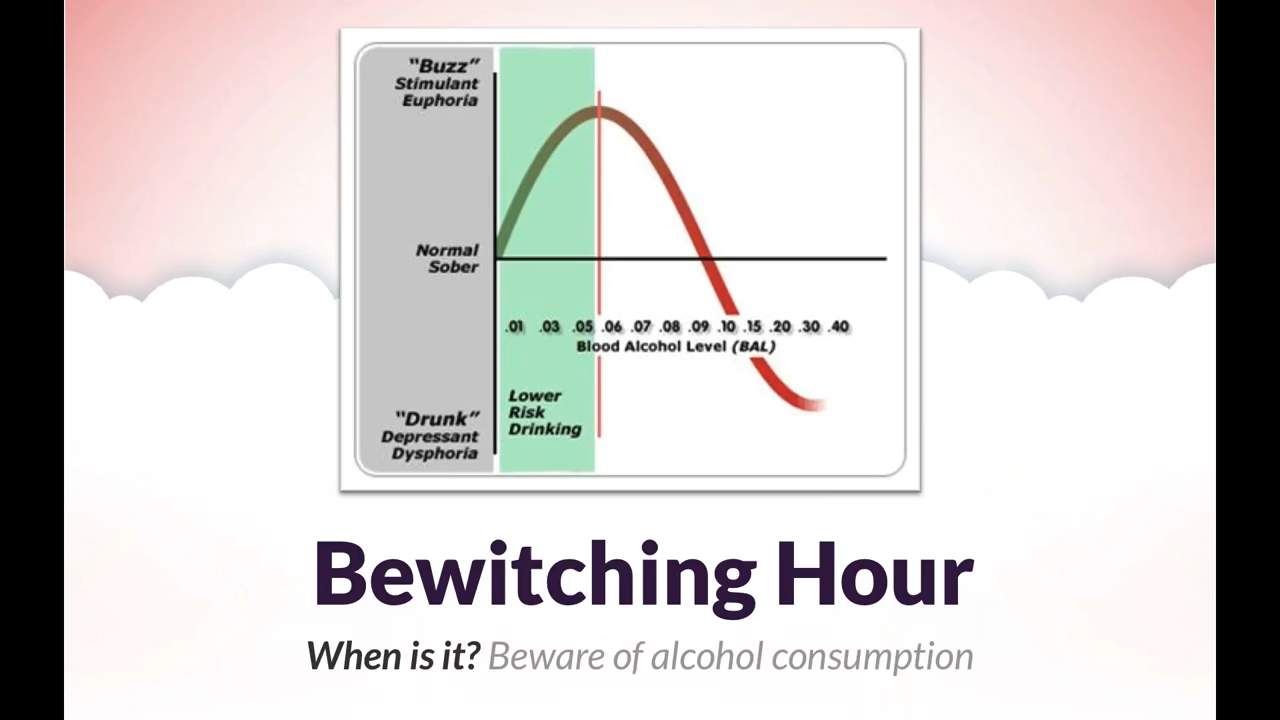 “Buzz”
Stimulant
Euphoria
Normal
Sober
.01 .03 .05 .06 .07 .08 .09 .10 .15 .20 .30 .40
Blood Alcohol Level (BAL)
Lower
Risk
Drinking
“Drunk”
Depressant
Dysphoria
Bewitching Hour
When is it? Beware of alcohol consumption